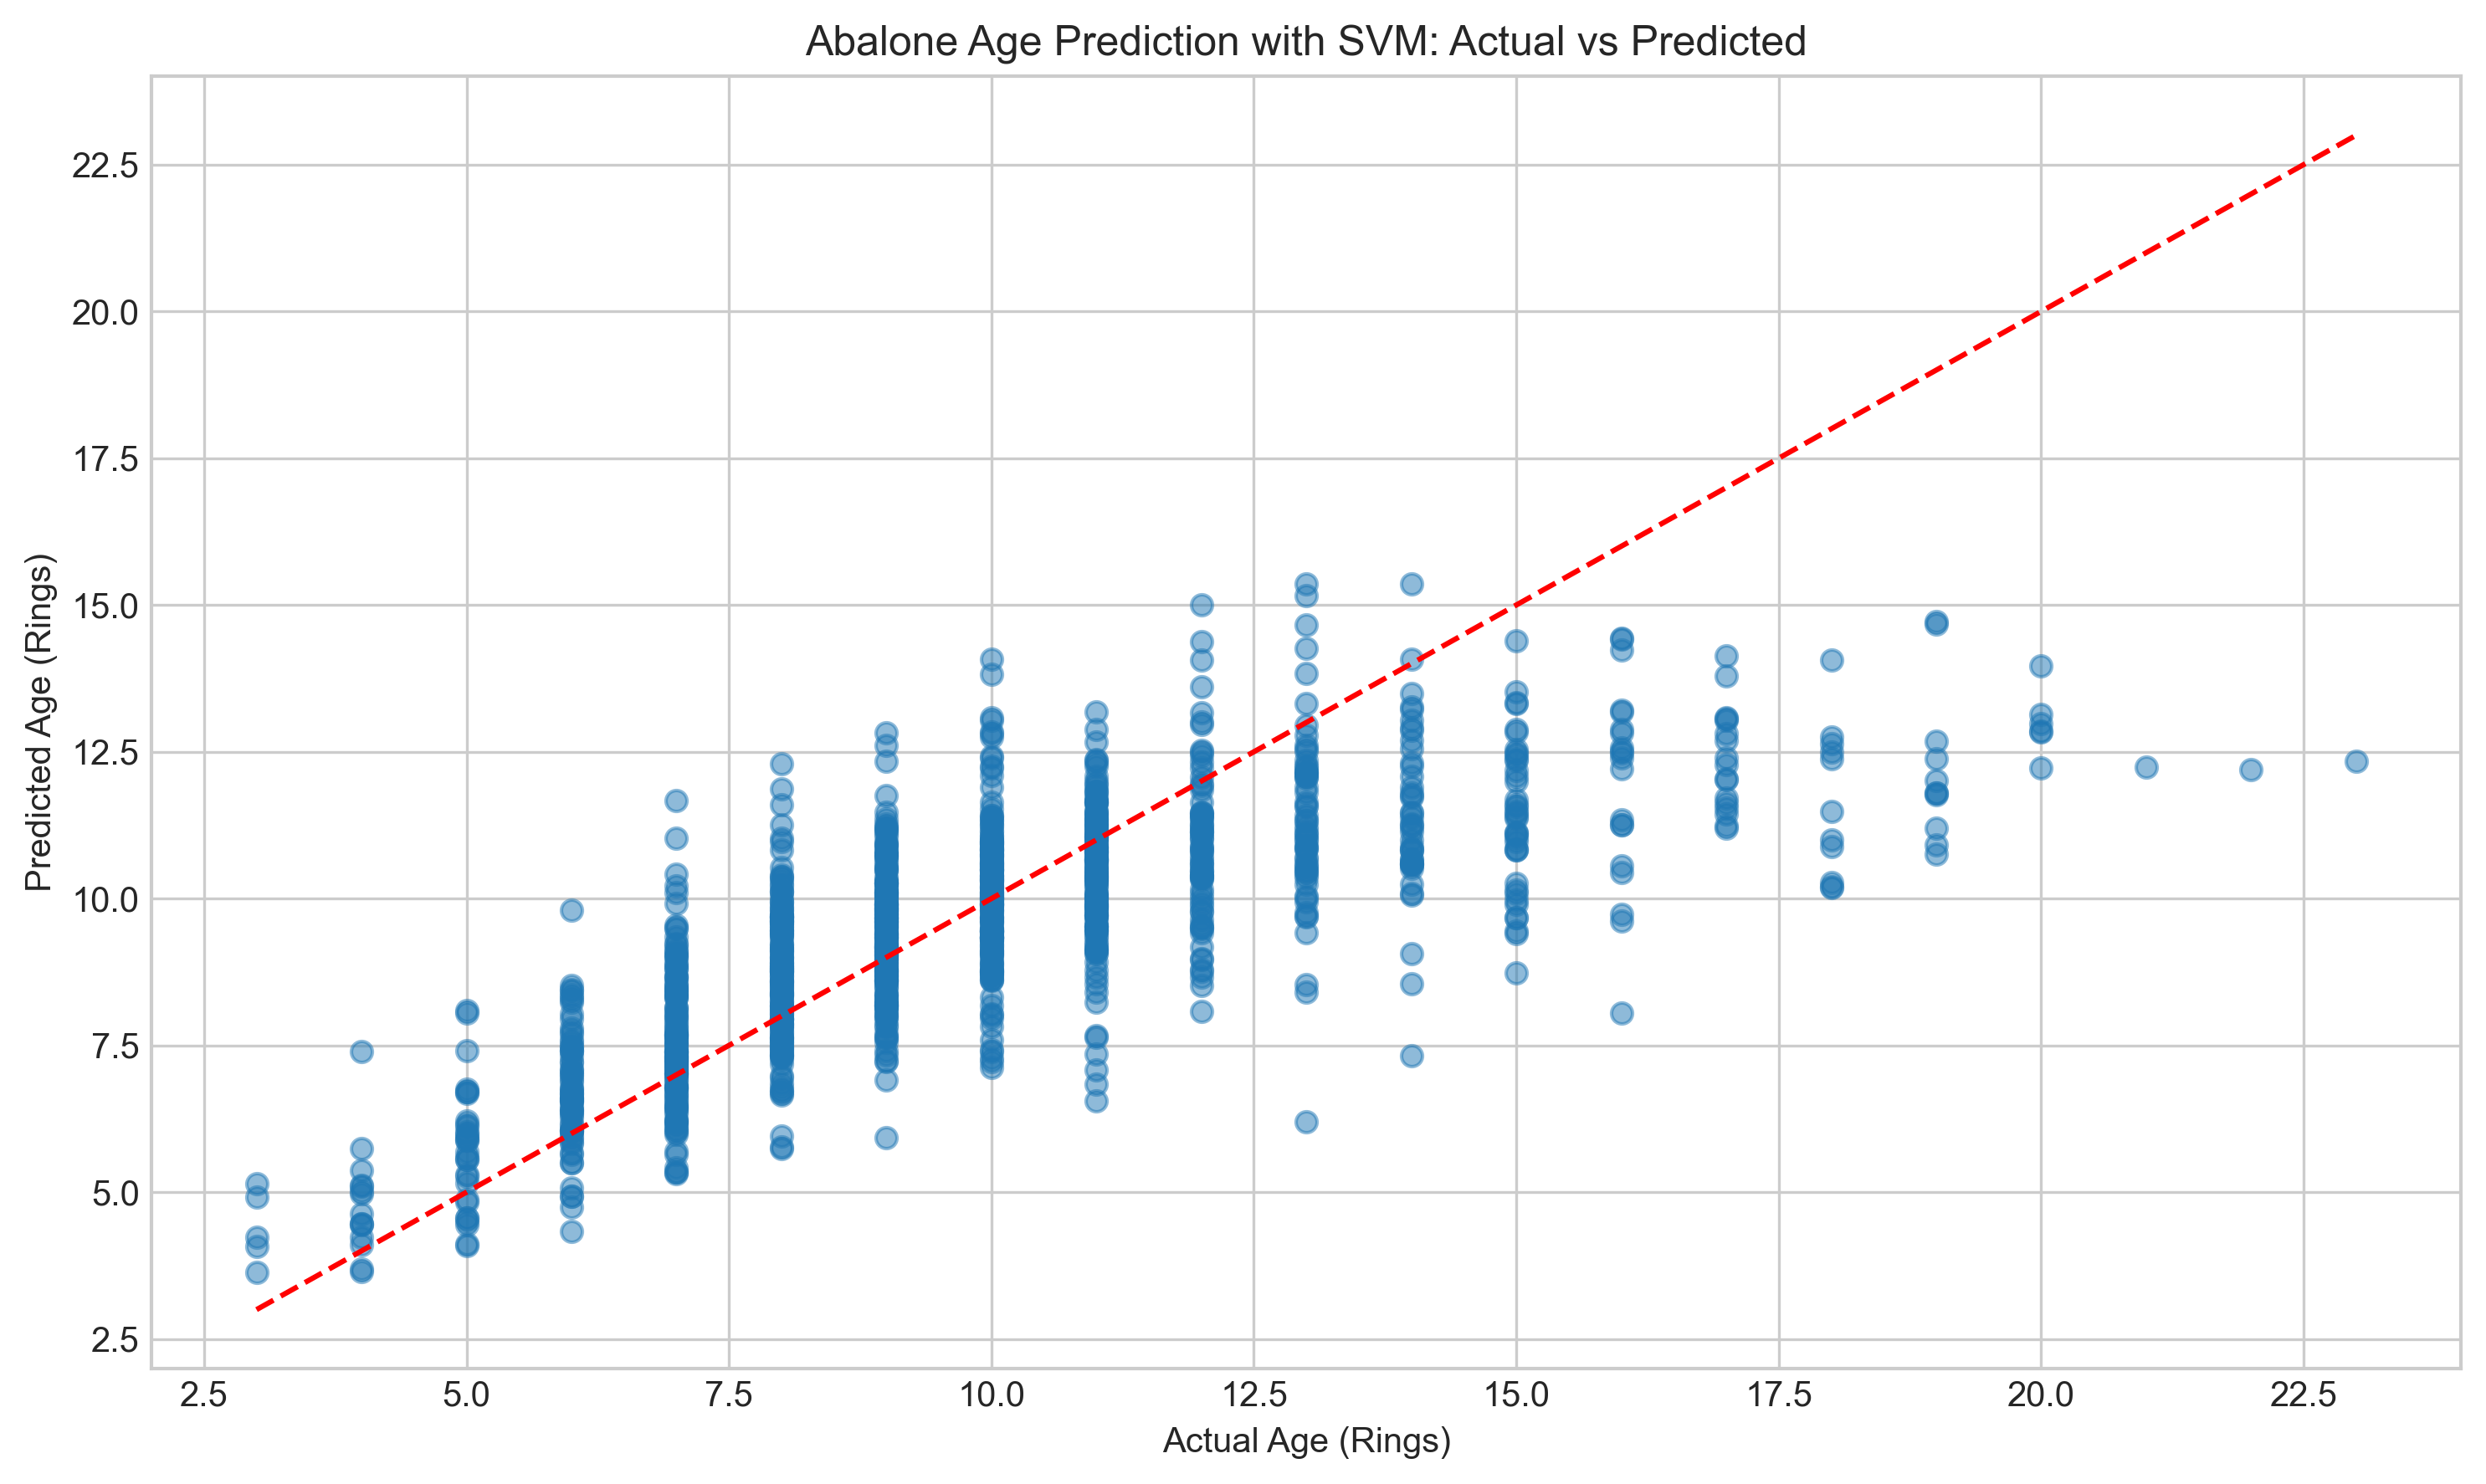 Abalone Age Prediction with SVM: Actual vs Predicted
Predicted Age (Rings)
22.5
20.0
17.5
15.0
12.5
10.0
7.5
5.0
2.5
2.5 5.0 7.5 10.0 12.5 15.0 17.5 20.0 22.5
Actual Age (Rings)